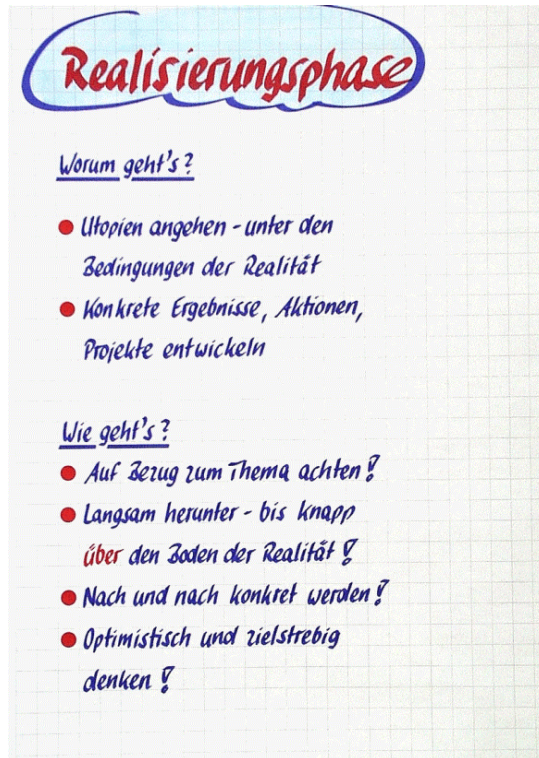 Realisierungsphase
Worum geht's?
Utopien angehen - unter den
Bedingungen der Realität
Konkrete Ergebnisse, Aktionen,
Projekte entwickeln
Wie geht's?
Auf Bezug zum Thema achten!
Langsam herunter - bis knapp
über den Boden der Realität!
Nach und nach konkret werden!
Optimistisch und zielstrebig
denken!